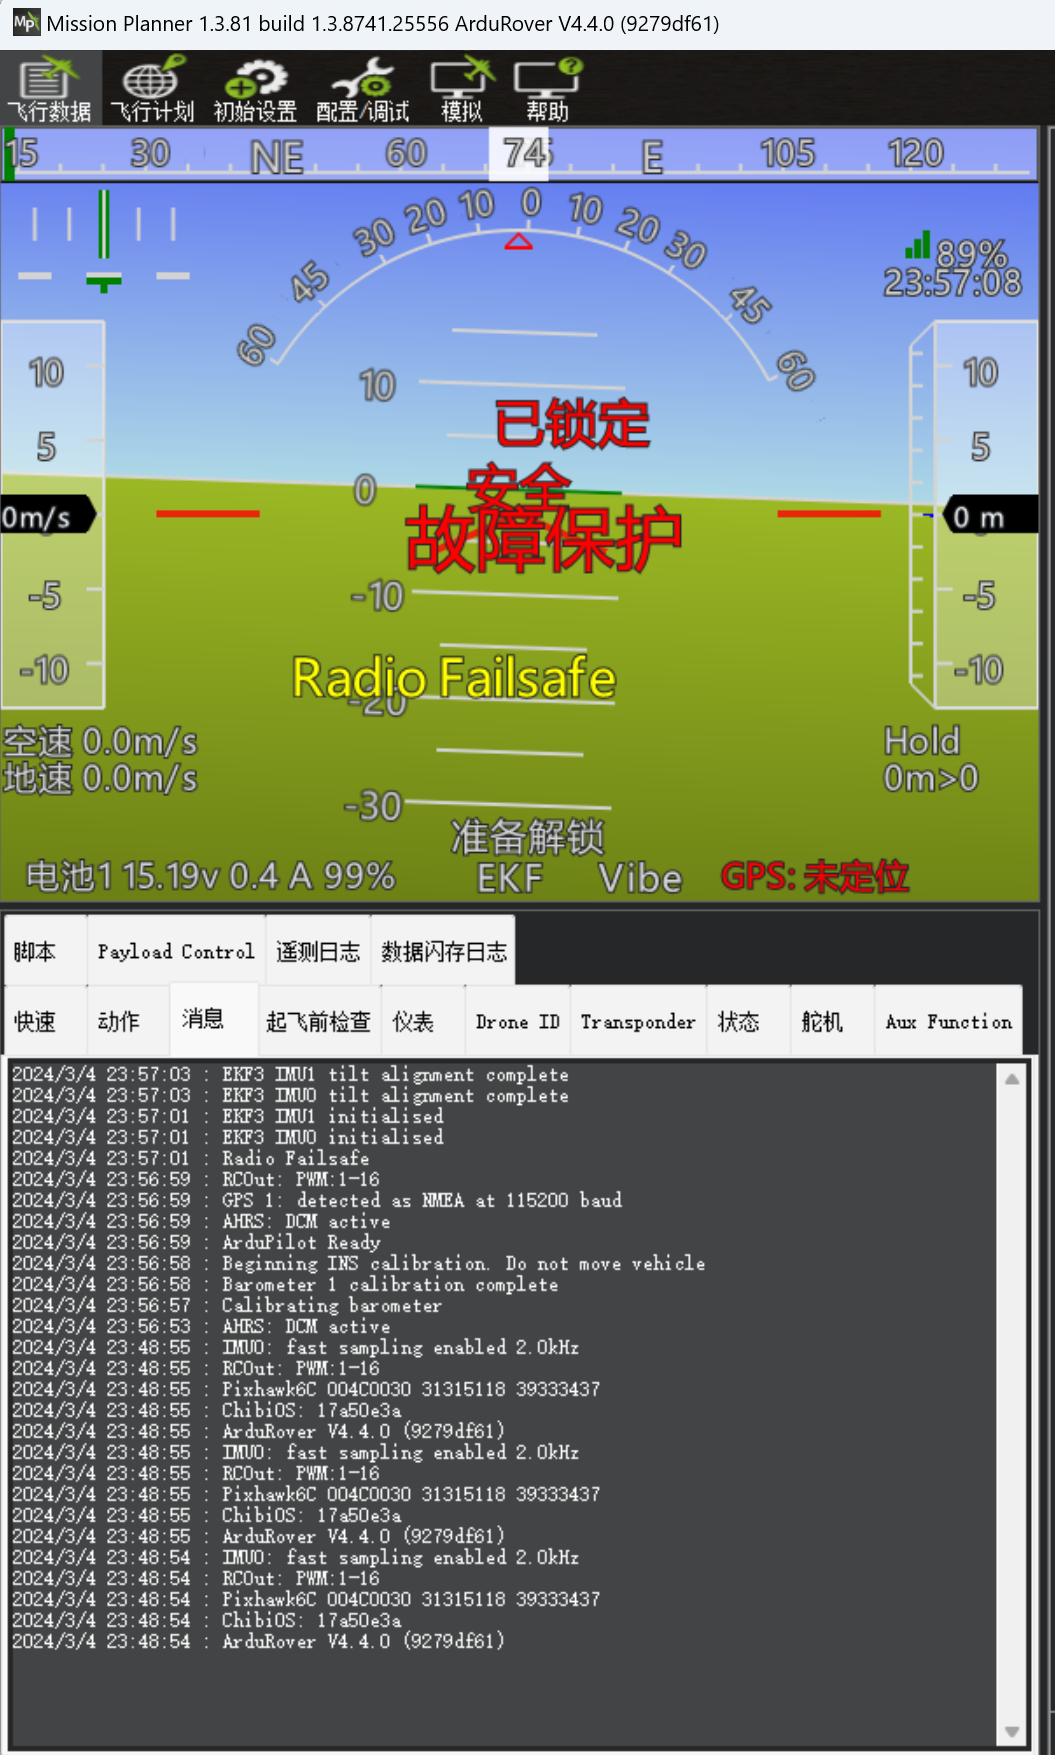 Mission Planner 1.3.81 build 1.3.8741.25556 ArduRover V4.4.0 (9279df61)
飞行数据 飞行计划 初始设置 配置/调试 模拟 帮助
15 30 NE 60 74 E 105 120
60 45 30 20 10 0 10 20 30 45 60
89%
23:57:08
10 10 10
已锁定
5 5
0 安全
0m/s 故障保护 0 m
-5 -10 -5
-10 Radio Failsafe -10
-20
空速 0.0m/s Hold
地速 0.0m/s 0m>0
-30
准备解锁
电池1 15.19v 0.4 A 99% EKF Vibe GPS: 未定位
脚本 Payload Control 遥测日志 数据闪存日志
快速 动作 消息 起飞前检查 仪表 Drone ID Transponder 状态 舵机 Aux Function
2024/3/4 23:57:03 : EKF3 IMU1 tilt alignment complete
2024/3/4 23:57:03 : EKF3 IMU0 tilt alignment complete
2024/3/4 23:57:01 : EKF3 IMU1 initialised
2024/3/4 23:57:01 : EKF3 IMU0 initialised
2024/3/4 23:57:01 : Radio Failsafe
2024/3/4 23:56:59 : RCOut: PWM:1-16
2024/3/4 23:56:59 : GPS 1: detected as NMEA at 115200 baud
2024/3/4 23:56:59 : AHRS: DCM active
2024/3/4 23:56:59 : ArduPilot Ready
2024/3/4 23:56:58 : Beginning INS calibration. Do not move vehicle
2024/3/4 23:56:58 : Barometer 1 calibration complete
2024/3/4 23:56:57 : Calibrating barometer
2024/3/4 23:56:53 : AHRS: DCM active
2024/3/4 23:48:55 : IMU0: fast sampling enabled 2.0kHz
2024/3/4 23:48:55 : RCOut: PWM:1-16
2024/3/4 23:48:55 : Pixhawk6C 004C0030 31315118 39333437
2024/3/4 23:48:55 : ChibiOS: 17a50e3a
2024/3/4 23:48:55 : ArduRover V4.4.0 (9279df61)
2024/3/4 23:48:55 : IMU0: fast sampling enabled 2.0kHz
2024/3/4 23:48:55 : RCOut: PWM:1-16
2024/3/4 23:48:55 : Pixhawk6C 004C0030 31315118 39333437
2024/3/4 23:48:55 : ChibiOS: 17a50e3a
2024/3/4 23:48:55 : ArduRover V4.4.0 (9279df61)
2024/3/4 23:48:54 : IMU0: fast sampling enabled 2.0kHz
2024/3/4 23:48:54 : RCOut: PWM:1-16
2024/3/4 23:48:54 : Pixhawk6C 004C0030 31315118 39333437
2024/3/4 23:48:54 : ChibiOS: 17a50e3a
2024/3/4 23:48:54 : ArduRover V4.4.0 (9279df61)